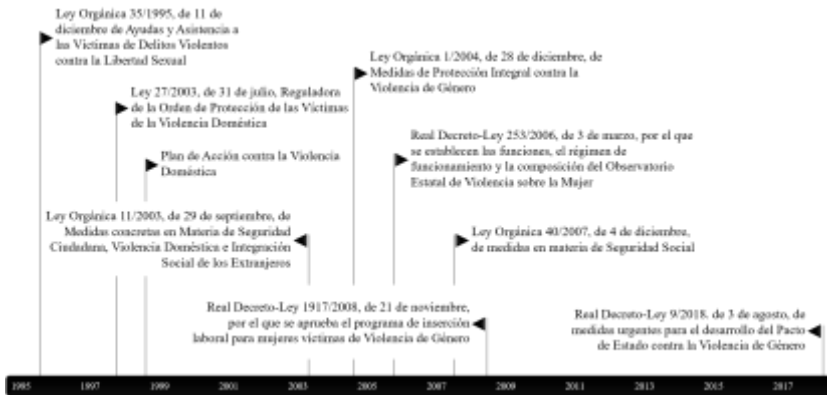 Ley Orgánica 35/1995, de 11 de
diciembre de Ayudas y Asistencia a
las Víctimas de Delitos Violentos
contra la Libertad Sexual
Ley 27/2003, de 31 de julio, Reguladora
de la Orden de Protección de las Víctimas
de la Violencia Doméstica
Plan de Acción contra la Violencia
Doméstica
Ley Orgánica 11/2003, de 29 de septiembre, de
Medidas concretas en Materia de Seguridad
Ciudadana, Violencia Doméstica e Integración
Social de los Extranjeros
Ley Orgánica 1/2004, de 28 de diciembre, de
Medidas de Protección Integral contra la
Violencia de Género
Real Decreto-Ley 253/2006, de 3 de marzo, por el que
se establecen las funciones, el régimen de
funcionamiento y la composición del Observatorio
Estatal de Violencia sobre la Mujer
Ley Orgánica 40/2007, de 4 de diciembre,
de medidas en materia de Seguridad Social
Real Decreto-Ley 1917/2008, de 21 de noviembre,
por el que se aprueba el programa de inserción
laboral para mujeres víctimas de Violencia de Género
Real Decreto-Ley 9/2018. de 3 de agosto, de
medidas urgentes para el desarrollo del Pacto
de Estado contra la Violencia de Género
1995 1997 1999 2001 2003 2005 2007 2009 2011 2013 2015 2017